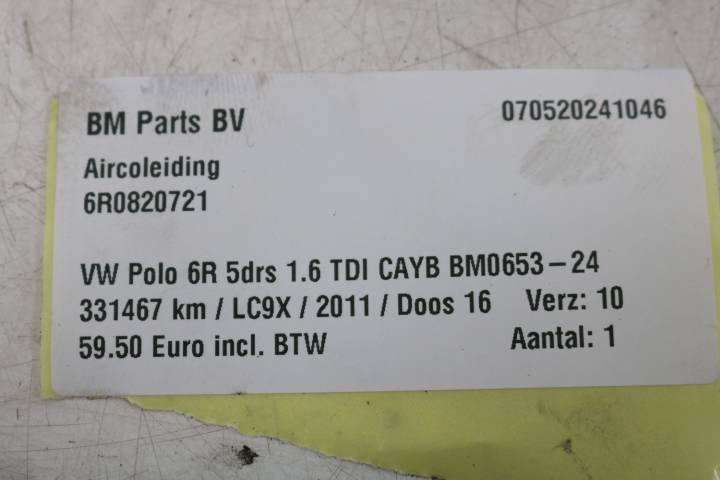 BM Parts BV 070520241046
Aircoleiding
6R0820721
VW Polo 6R 5drs 1.6 TDI CAYB BM0653-24
331467 km / LC9X / 2011 / Doos 16 Verz: 10
59.50 Euro incl. BTW Aantal: 1